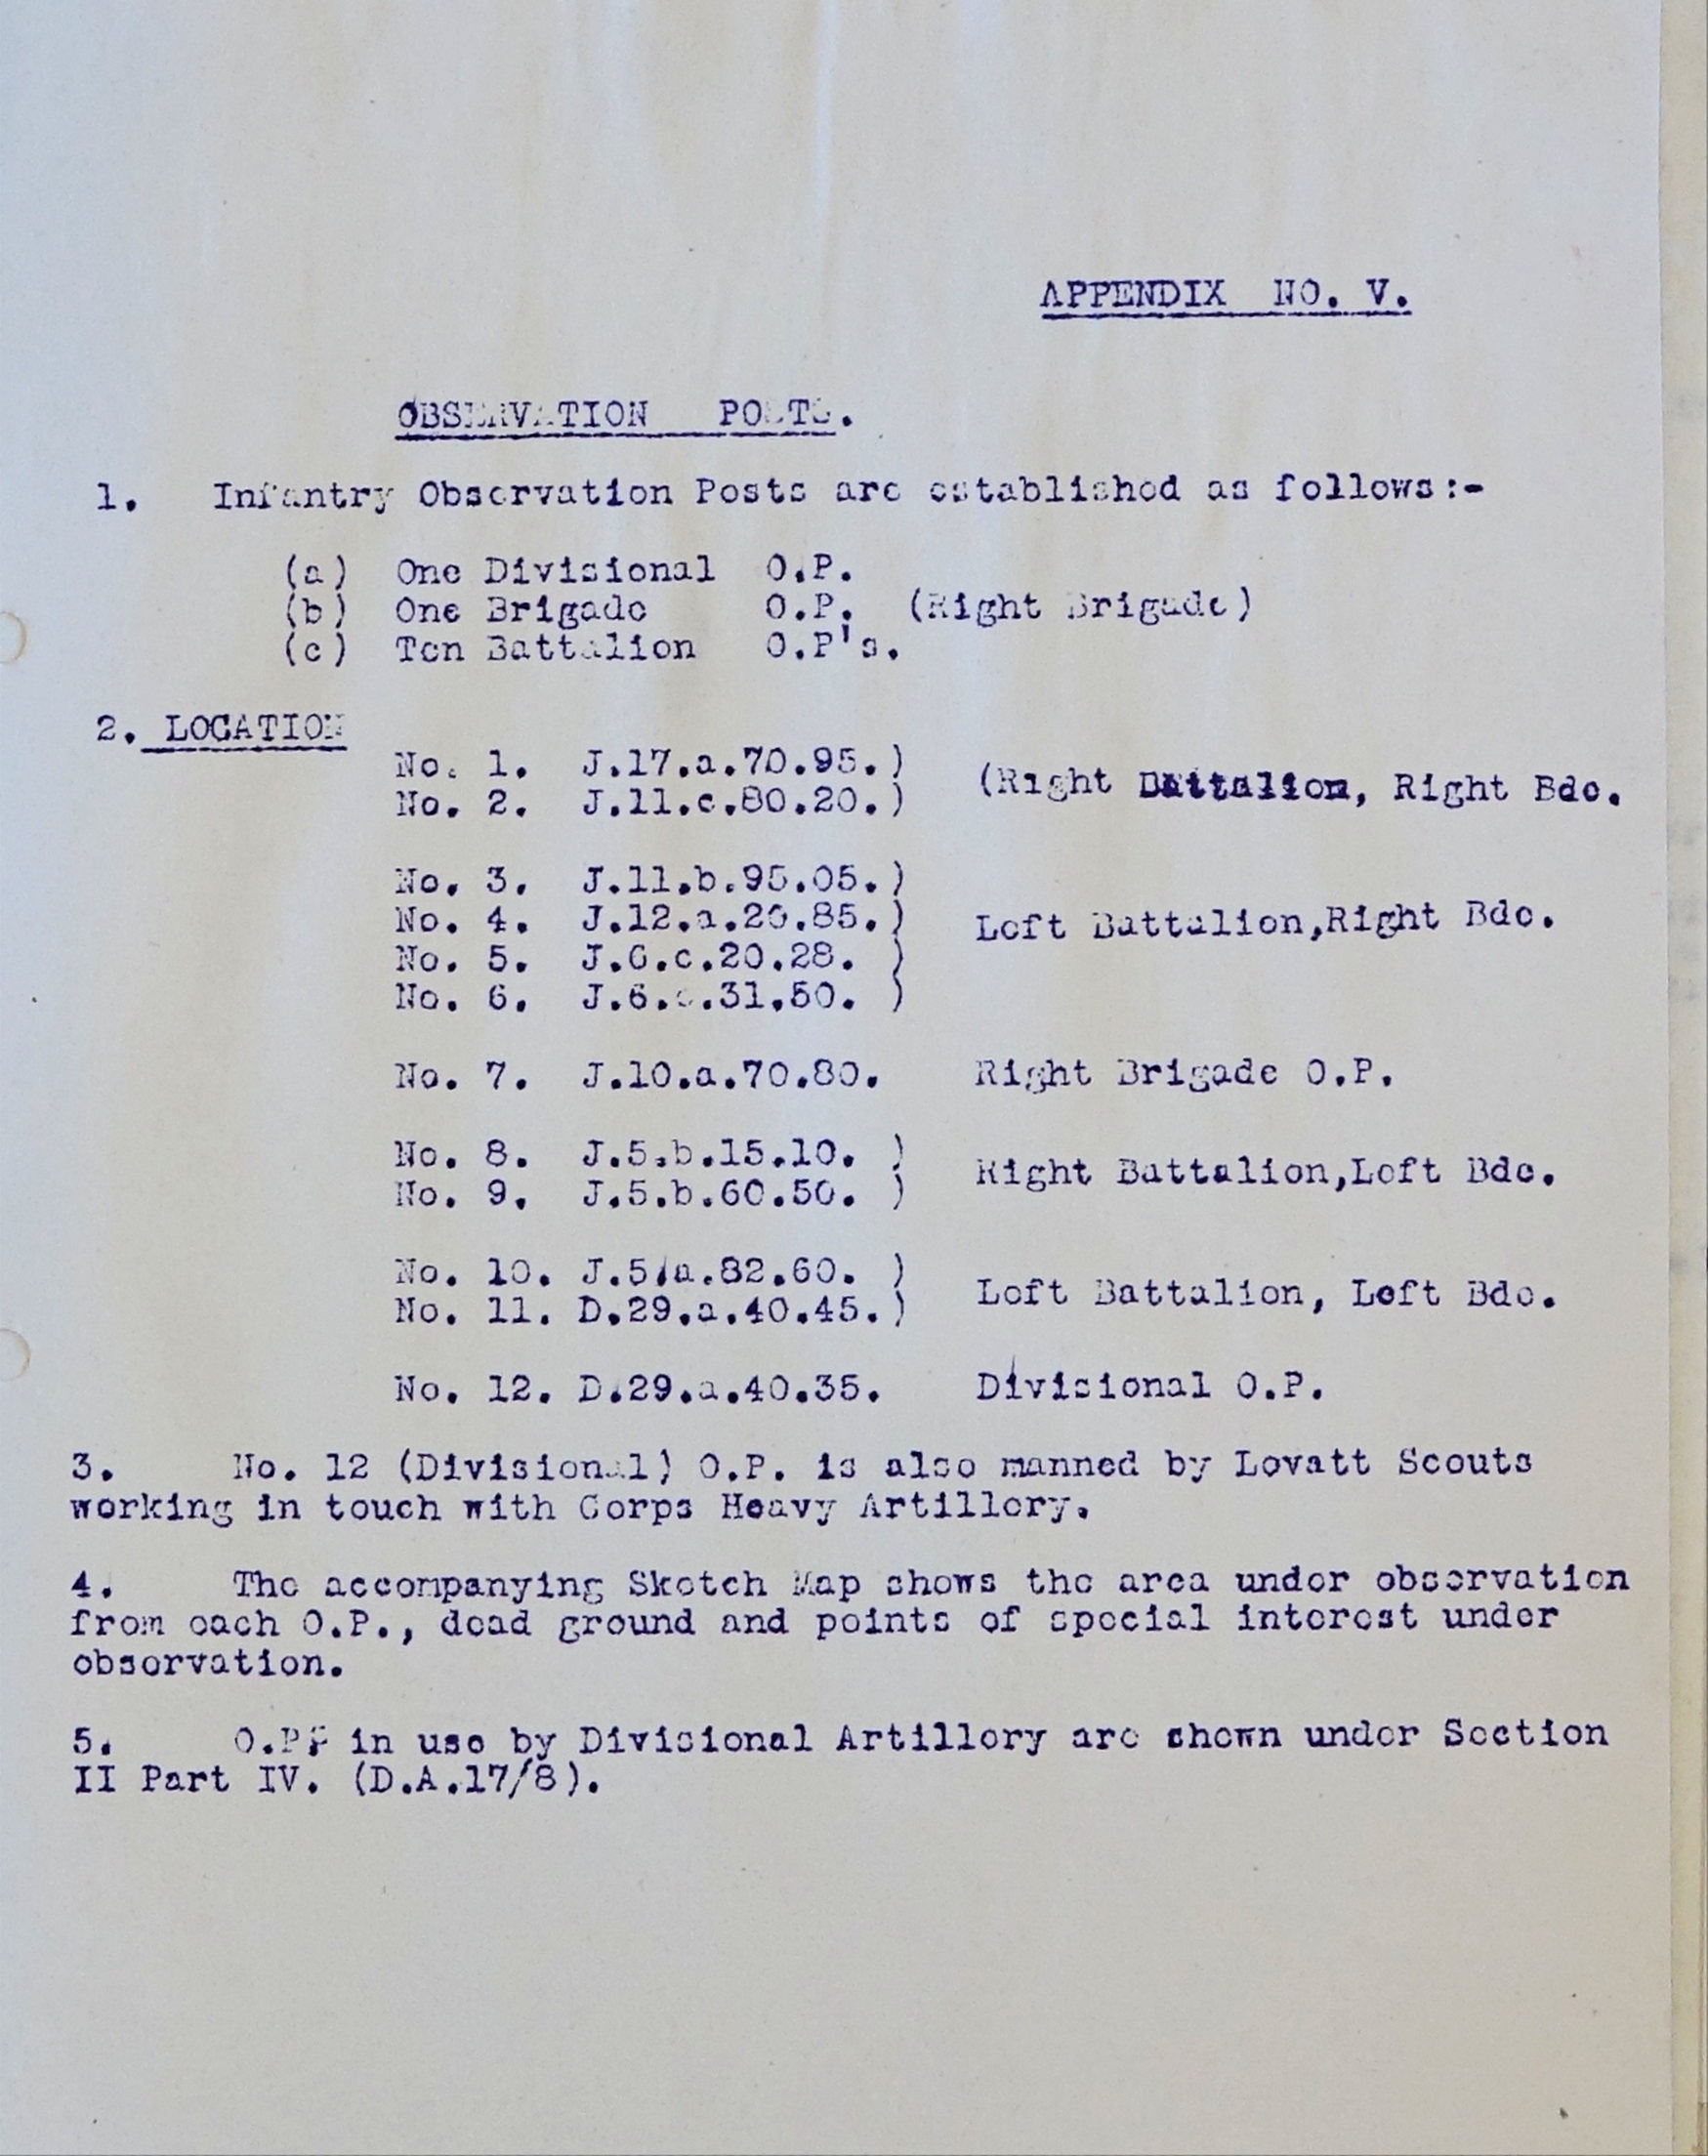 APPENDIX NO. V.
OBSERVATION POSTS.
1. Infantry Observation Posts are established as follows:-
(a) One Divisional O.P.
(b) One Brigade O.P. (Right Brigade)
(c) Ten Battalion O.P's.
2. LOCATION
No. 1. J.17.a.70.95.)
No. 2. J.11.c.80.20.) (Right Battalion, Right Bde.
No. 3. J.11.b.95.05.)
No. 4. J.12.a.20.85.) Left Battalion,Right Bde.
No. 5. J.6.c.20.28. )
No. 6. J.6. .31.50. )
No. 7. J.10.a.70.80. Right Brigade O.P.
No. 8. J.5.b.15.10. )
No. 9. J.5.b.60.50. ) Right Battalion,Left Bde.
No. 10. J.5.a.82.60. )
No. 11. D.29.a.40.45.) Left Battalion, Left Bde.
No. 12. D.29.a.40.35. Divisional O.P.
3. No. 12 (Divisional) O.P. is also manned by Lovatt Scouts
working in touch with Corps Heavy Artillery.
4. The accompanying Sketch Map shows the area under observation
from each O.P., dead ground and points of special interest under
observation.
5. in use by Divisional Artillery are shown under Section
II Part IV. (D.A.17/8).